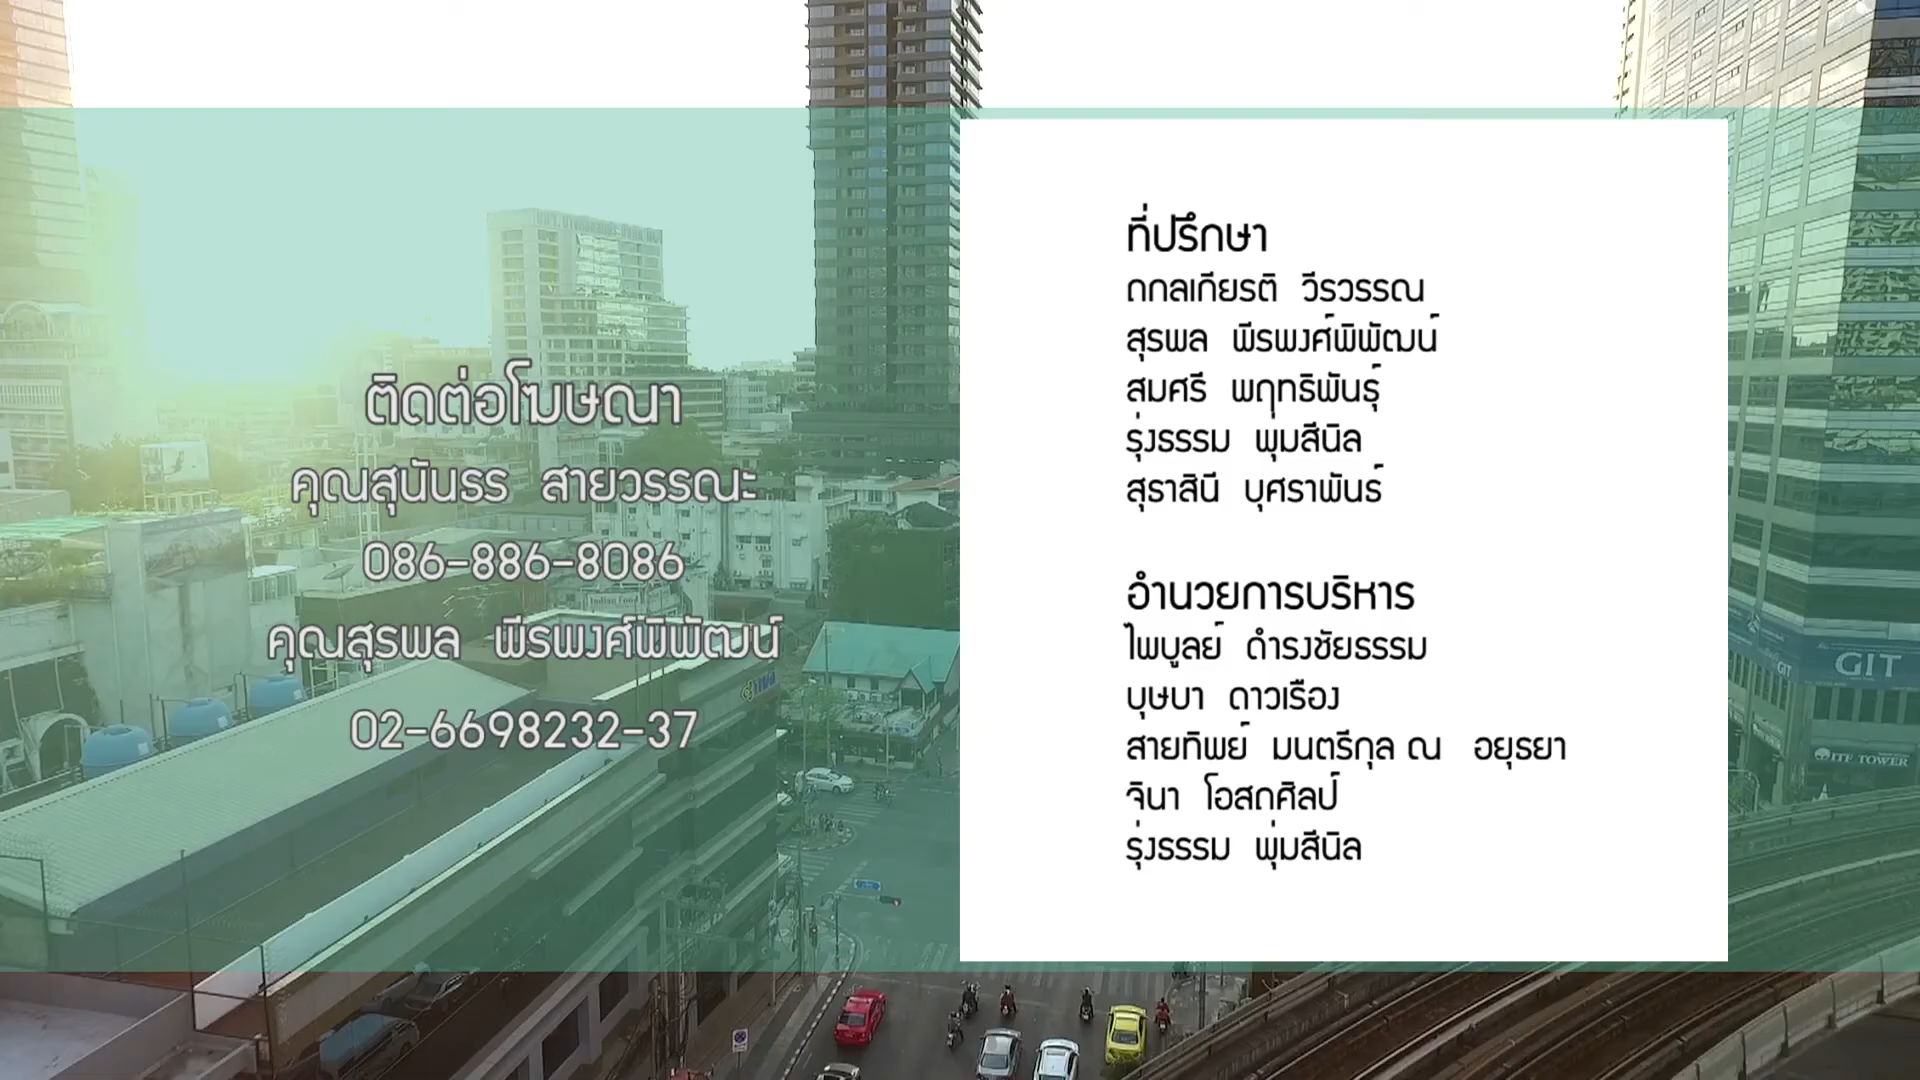 ติดต่อโฆษณา
คุณสุนันธร สายวรรณะ
086-886-8086
คุณสุรพล พีรพงศ์พิพัฒน์
02-6698232-37
ที่ปรึกษา
ถกลเกียรติ วีรวรรณ
สุรพล พีรพงศ์พิพัฒน์
สมศรี พฤทธิพันธุ์
รุ่งธรรม พุ่มสีนิล
สุธาสินี บุศราพันธ์
อำนวยการบริหาร
ไพบูลย์ ดำรงชัยธรรม
บุษบา ดาวเรือง
สายทิพย์ มนตรีกุล ณ อยุธยา
จินา โอสถศิลป์
รุ่งธรรม พุ่มสีนิล
GIT
GIT
ITF TOWER
Indian Food